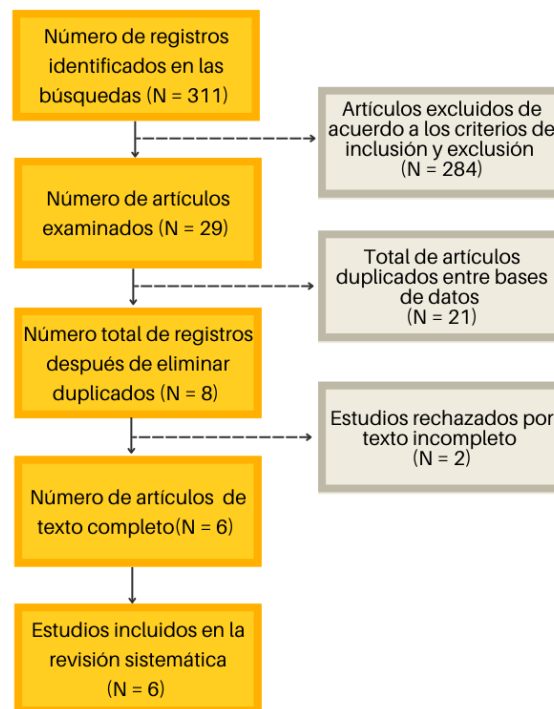 Número de registros
identificados en las
búsquedas (N = 311)
Artículos excluidos de
acuerdo a los criterios de
inclusión y exclusión
(N = 284)
Número de artículos
examinados (N = 29)
Total de artículos
duplicados entre bases
de datos
(N = 21)
Número total de registros
después de eliminar
duplicados (N = 8)
Estudios rechazados por
texto incompleto
(N = 2)
Número de artículos de
texto completo(N = 6)
Estudios incluidos en la
revisión sistemática
(N = 6)